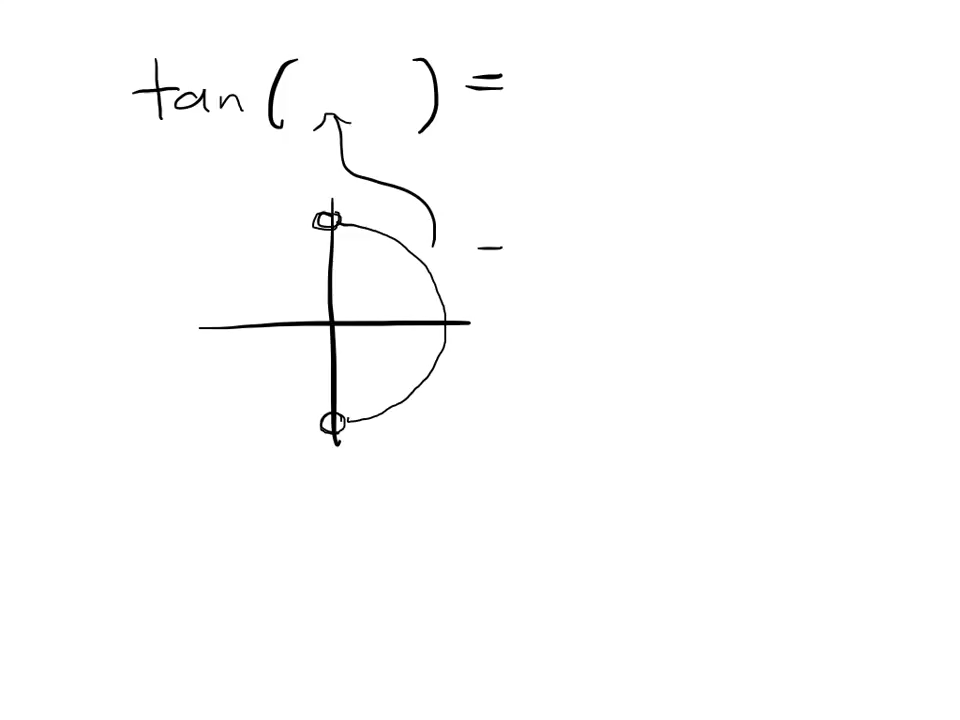 tan( ) =
–